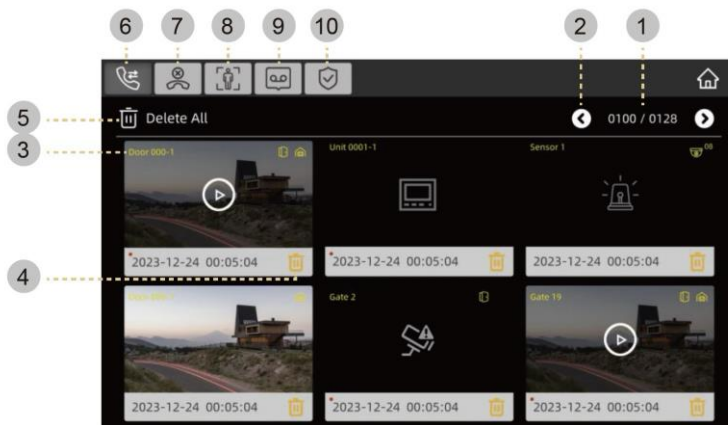 6 7 8 9 10 2 1
5 Delete All 0100 / 0128
3 Door 000-1 Unit 0001-1 Sensor 1 08
4 2023-12-24 00:05:04 2023-12-24 00:05:04 2023-12-24 00:05:04
Gate 2 Gate 19
2023-12-24 00:05:04 2023-12-24 00:05:04 2023-12-24 00:05:04